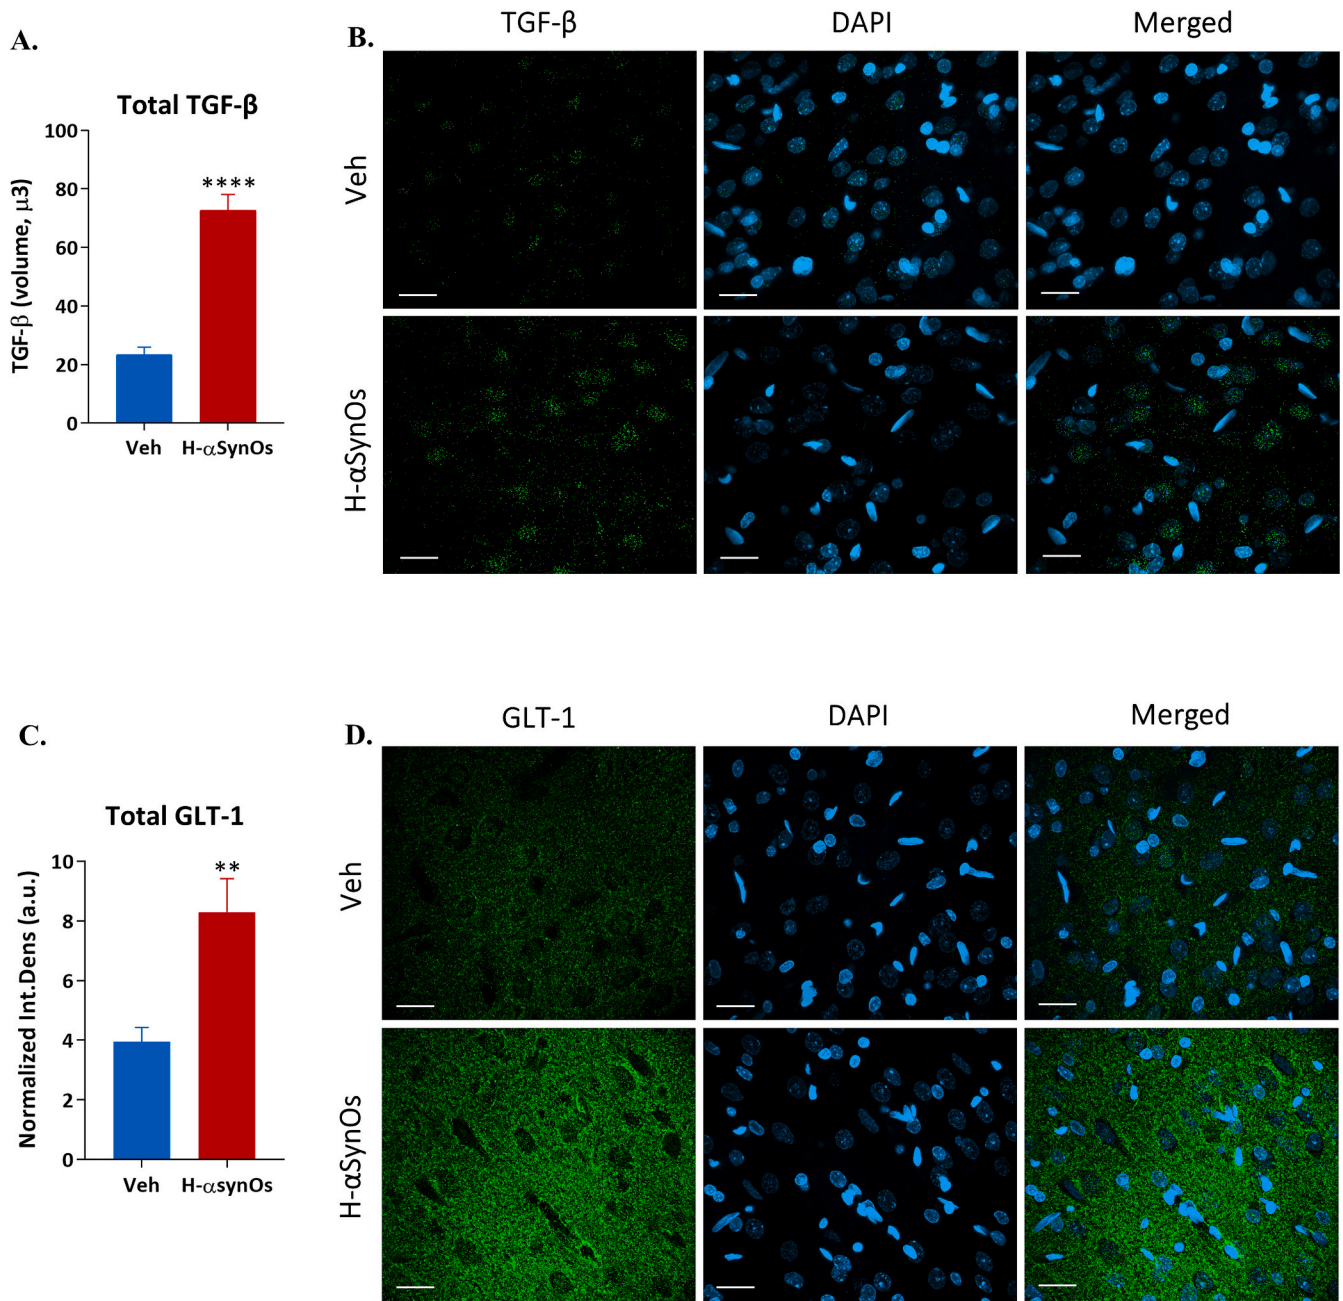 A.
Total TGF-β
TGF-β (volume, μ3)
100
80
60
40
20
0
****
Veh
H-αSynOs
B.
TGF-β
DAPI
Merged
Veh
H-αSynOs
C.
Total GLT-1
Normalized Int.Dens (a.u.)
10
8
6
4
2
0
**
Veh
H-αsynOs
D.
GLT-1
DAPI
Merged
Veh
H-αSynOs